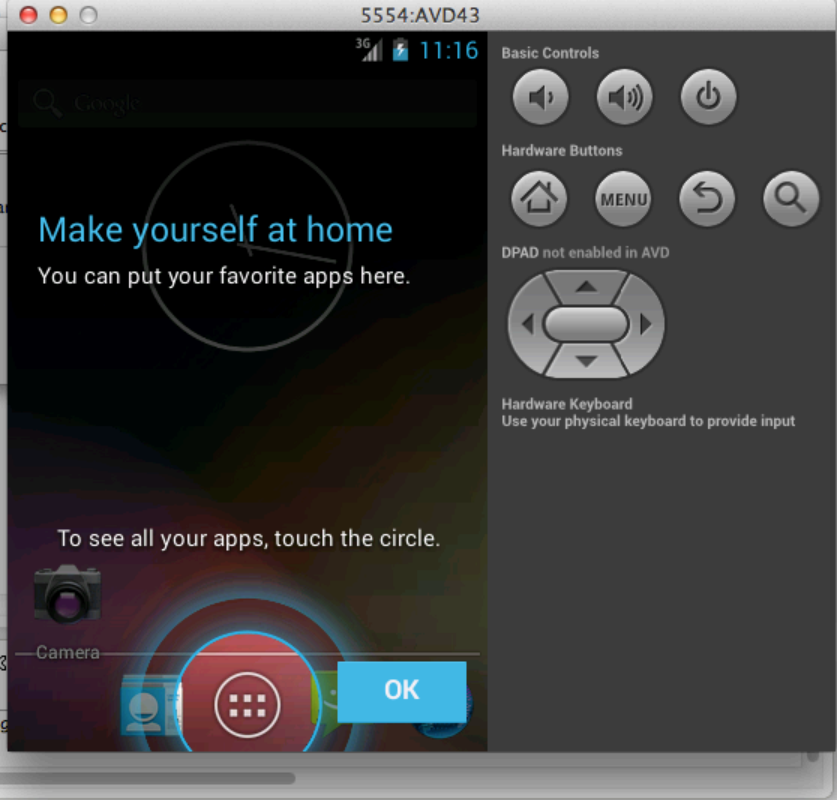 5554:AVD43
3G 11:16
Google
Make yourself at home
You can put your favorite apps here.
To see all your apps, touch the circle.
Camera
OK
Basic Controls
Hardware Buttons
MENU
DPAD not enabled in AVD
Hardware Keyboard
Use your physical keyboard to provide input